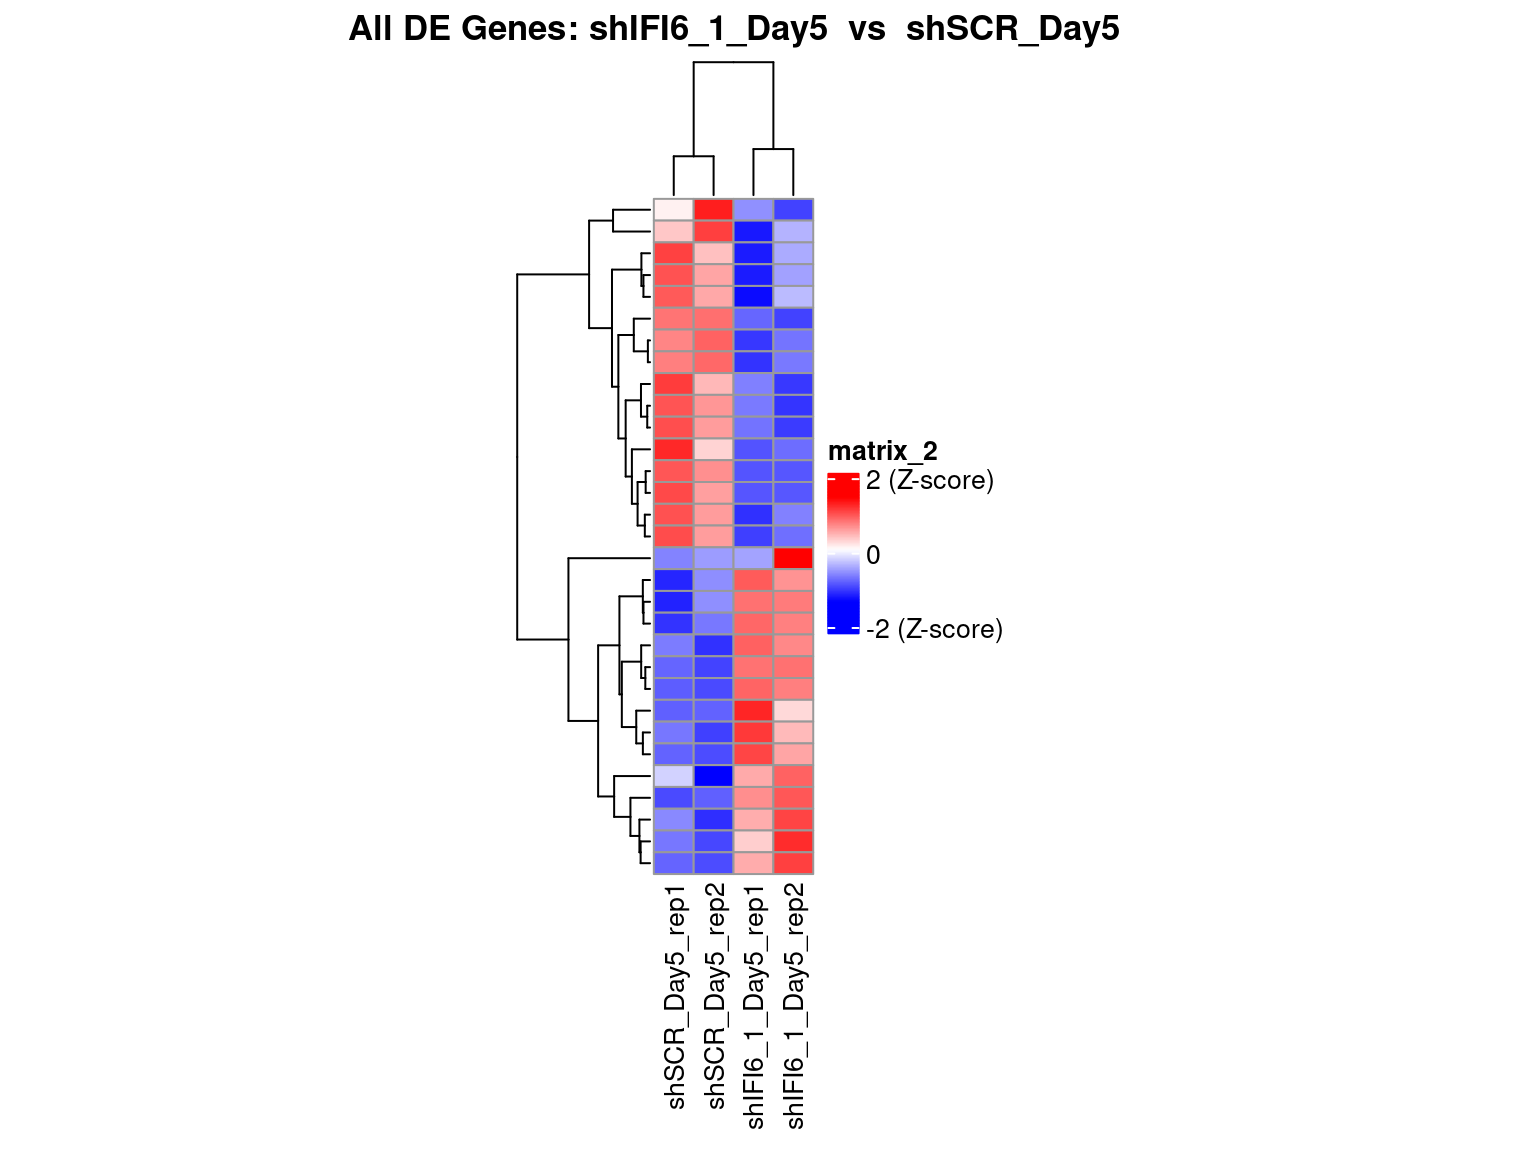 All DE Genes: shIFI6_1_Day5  vs  shSCR_Day5
matrix_2
2 (Z-score)
0
-2 (Z-score)
shSCR_Day5_rep1
shSCR_Day5_rep2
shIFI6_1_Day5_rep1
shIFI6_1_Day5_rep2